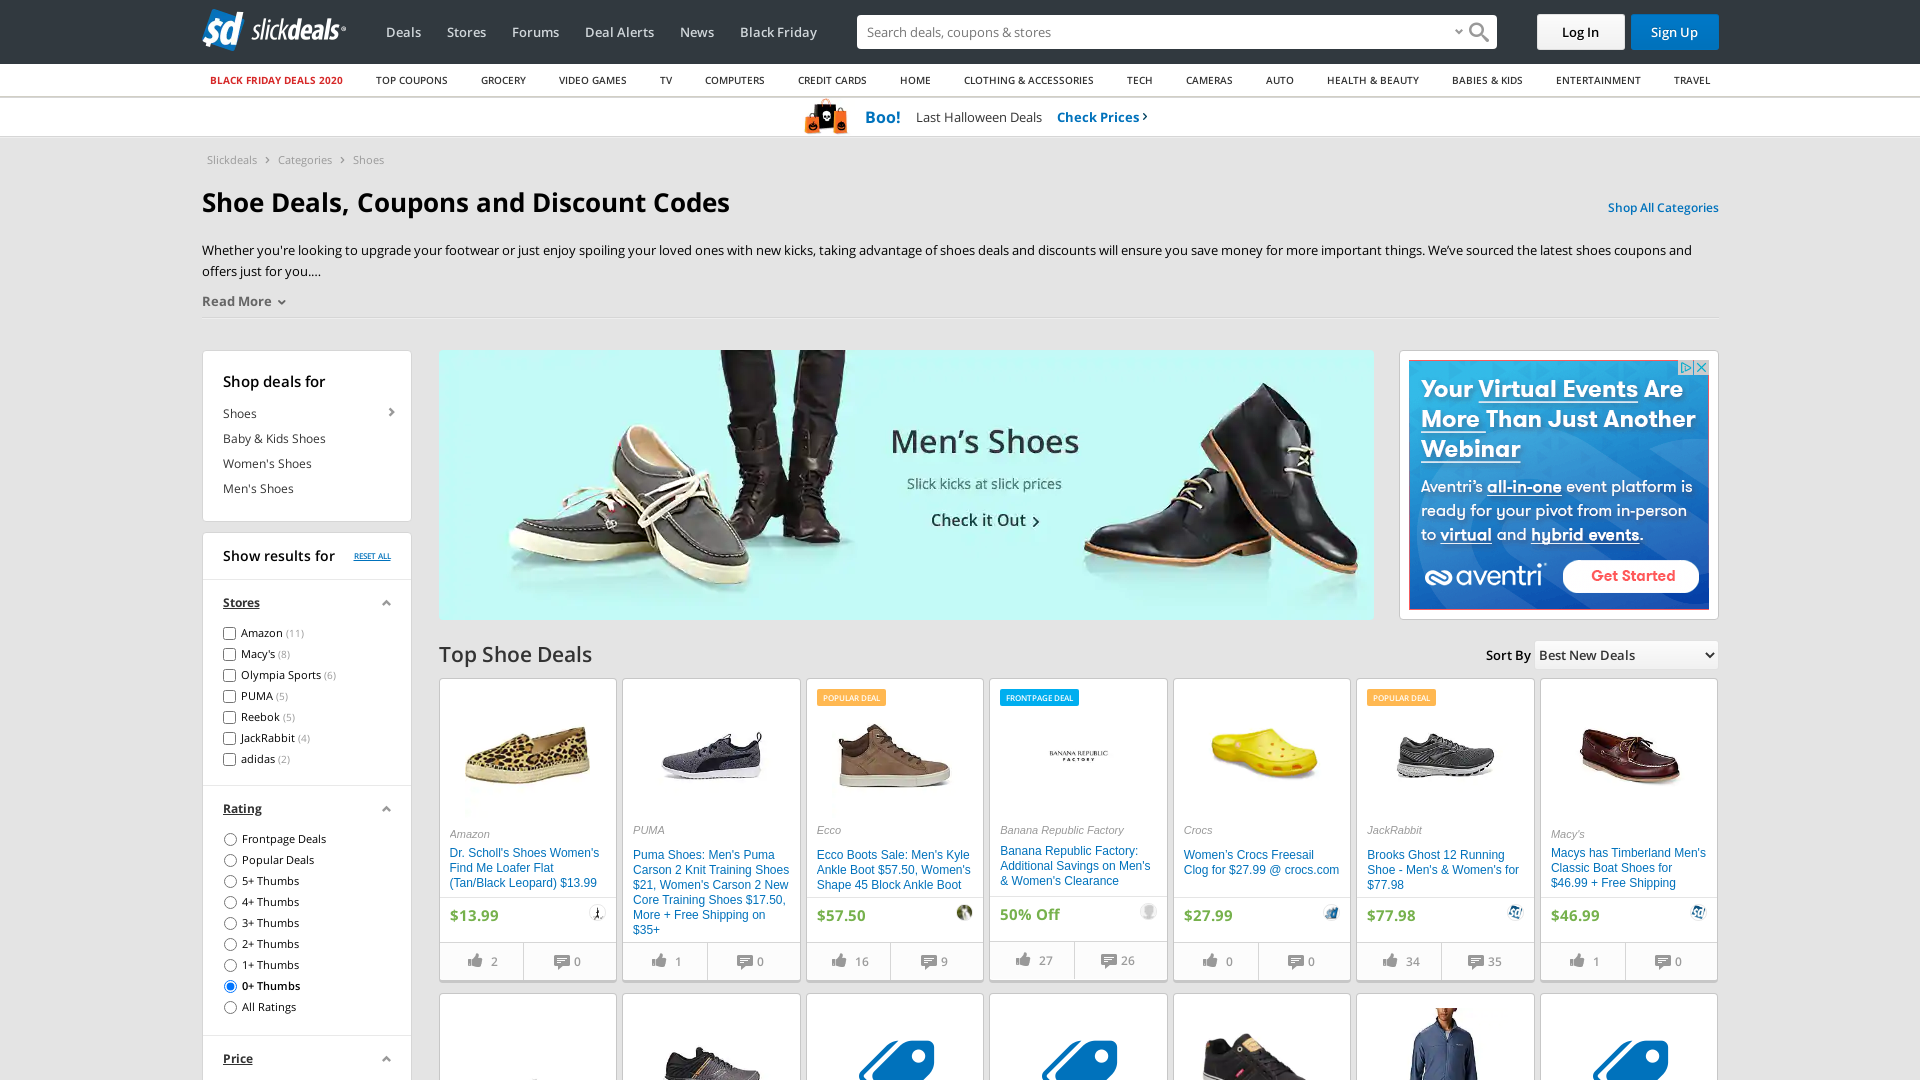 slickdeals
Deals
Stores
Forums
Deal Alerts
News
Black Friday
Search deals, coupons & stores
Log In
Sign Up
BLACK FRIDAY DEALS 2020
TOP COUPONS
GROCERY
VIDEO GAMES
TV
COMPUTERS
CREDIT CARDS
HOME
CLOTHING & ACCESSORIES
TECH
CAMERAS
AUTO
HEALTH & BEAUTY
BABIES & KIDS
ENTERTAINMENT
TRAVEL
Boo! Last Halloween Deals Check Prices
Slickdeals
Categories
Shoes
Shoe Deals, Coupons and Discount Codes
Shop All Categories
Whether you're looking to upgrade your footwear or just enjoy spoiling your loved ones with new kicks, taking advantage of shoes deals and discounts will ensure you save money for more important things. We’ve sourced the latest shoes coupons and
offers just for you....
Read More
Shop deals for
Shoes
Baby & Kids Shoes
Women's Shoes
Men's Shoes
Show results for
RESET ALL
Stores
Amazon (11)
Macy's (8)
Olympia Sports (6)
PUMA (5)
Reebok (5)
JackRabbit (4)
adidas (2)
Rating
Frontpage Deals
Popular Deals
5+ Thumbs
4+ Thumbs
3+ Thumbs
2+ Thumbs
1+ Thumbs
0+ Thumbs
All Ratings
Price
Men’s Shoes
Slick kicks at slick prices
Check it Out
Your Virtual Events Are
More Than Just Another
Webinar
Aventri’s all-in-one event platform is
ready for your pivot from in-person
to virtual and hybrid events.
aventri
Get Started
Top Shoe Deals
Sort By
Best New Deals
Amazon
Dr. Scholl's Shoes Women's
Find Me Loafer Flat
(Tan/Black Leopard) $13.99
$13.99
2
0
PUMA
Puma Shoes: Men's Puma
Carson 2 Knit Training Shoes
$21, Women's Carson 2 New
Core Training Shoes $17.50,
More + Free Shipping on
$35+
1
0
POPULAR DEAL
Ecco
Ecco Boots Sale: Men's Kyle
Ankle Boot $57.50, Women's
Shape 45 Block Ankle Boot
$57.50
16
9
FRONTPAGE DEAL
BANANA REPUBLIC
FACTORY
Banana Republic Factory
Banana Republic Factory:
Additional Savings on Men's
& Women's Clearance
50% Off
27
26
Crocs
Women’s Crocs Freesail
Clog for $27.99 @ crocs.com
$27.99
0
0
POPULAR DEAL
JackRabbit
Brooks Ghost 12 Running
Shoe - Men's & Women's for
$77.98
$77.98
34
35
Macy's
Macys has Timberland Men's
Classic Boat Shoes for
$46.99 + Free Shipping
$46.99
1
0